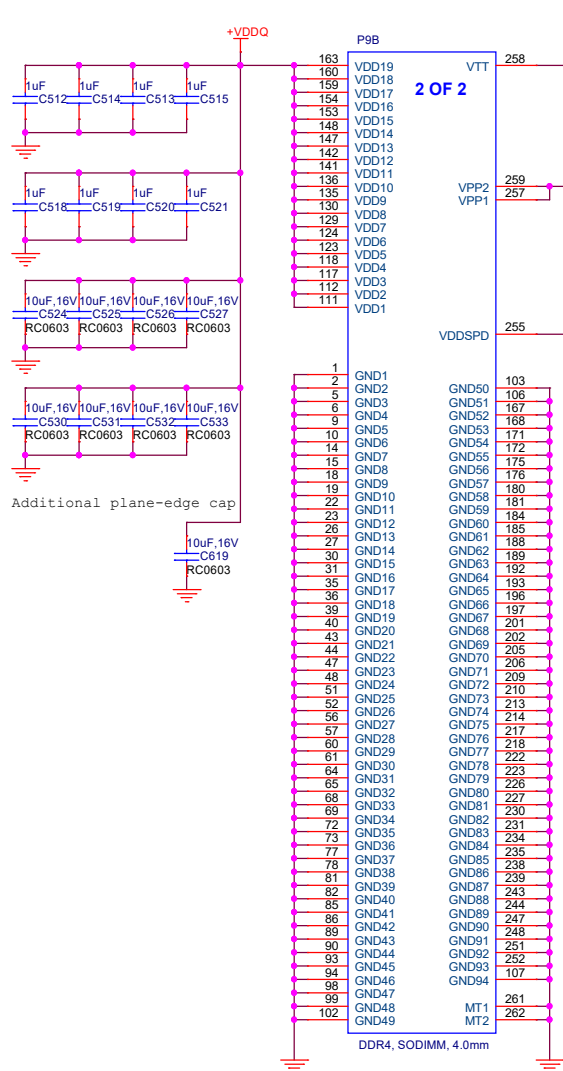 +VDDQ
P9B
2 OF 2
1uF 1uF 1uF 1uF
C512 C514 C513 C515
1uF 1uF 1uF 1uF
C518 C519 C520 C521
10uF,16V 10uF,16V 10uF,16V 10uF,16V
C524 C525 C526 C527
RC0603 RC0603 RC0603 RC0603
10uF,16V 10uF,16V 10uF,16V 10uF,16V
C530 C531 C532 C533
RC0603 RC0603 RC0603 RC0603
Additional plane-edge cap
10uF,16V
C619
RC0603
163 VDD19 VTT 258
160 VDD18
159 VDD17
154 VDD16
153 VDD15
148 VDD14
147 VDD13
142 VDD12
141 VDD11
136 VDD10 VPP2 259
135 VDD9 VPP1 257
130 VDD8
129 VDD7
124 VDD6
123 VDD5
118 VDD4
117 VDD3
112 VDD2
111 VDD1
VDDSPD 255
1 GND1
2 GND2 GND50 103
5 GND3 GND51 106
6 GND4 GND52 167
9 GND5 GND53 168
10 GND6 GND54 171
14 GND7 GND55 172
15 GND8 GND56 175
18 GND9 GND57 176
19 GND10 GND58 180
22 GND11 GND59 181
23 GND12 GND60 184
26 GND13 GND61 185
27 GND14 GND62 188
30 GND15 GND63 189
31 GND16 GND64 192
35 GND17 GND65 193
36 GND18 GND66 196
39 GND19 GND67 197
40 GND20 GND68 201
43 GND21 GND69 202
44 GND22 GND70 205
47 GND23 GND71 206
48 GND24 GND72 209
51 GND25 GND73 210
52 GND26 GND74 213
56 GND27 GND75 214
57 GND28 GND76 217
60 GND29 GND77 218
61 GND30 GND78 222
64 GND31 GND79 223
65 GND32 GND80 226
68 GND33 GND81 227
69 GND34 GND82 230
72 GND35 GND83 231
73 GND36 GND84 234
77 GND37 GND85 235
78 GND38 GND86 238
81 GND39 GND87 239
82 GND40 GND88 243
85 GND41 GND89 244
86 GND42 GND90 247
89 GND43 GND91 248
90 GND44 GND92 251
93 GND45 GND93 252
94 GND46 GND94 107
98 GND47
99 GND48 MT1 261
102 GND49 MT2 262
DDR4, SODIMM, 4.0mm